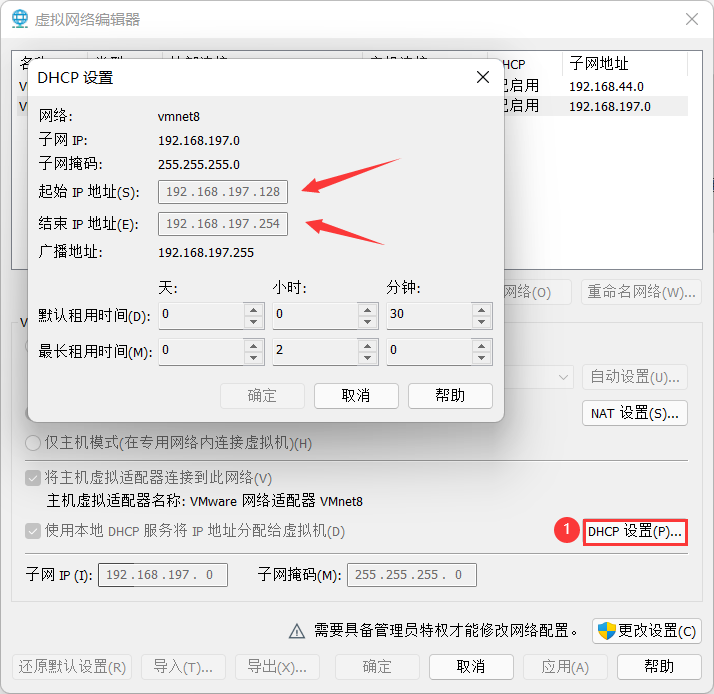 虚拟网络编辑器
子网地址
已启用 192.168.44.0
已启用 192.168.197.0
DHCP 设置
网络: vmnet8
子网 IP: 192.168.197.0
子网掩码: 255.255.255.0
起始 IP 地址(S): 192.168.197.128
结束 IP 地址(E): 192.168.197.254
广播地址: 192.168.197.255
天: 小时: 分钟:
默认租用时间(D): 0 0 30
最长租用时间(M): 0 2 0
确定 取消 帮助
网络(O) 重命名网络(W)...
自动设置(U)...
NAT 设置(S)...
仅主机模式(在专用网络内连接虚拟机)(H)
将主机虚拟适配器连接到此网络(V)
主机虚拟适配器名称: VMware 网络适配器 VMnet8
使用本地 DHCP 服务将 IP 地址分配给虚拟机(D) 1 DHCP 设置(P)...
子网 IP (I): 192.168.197. 0 子网掩码(M): 255.255.255. 0
需要具备管理员特权才能修改网络配置。 更改设置(C)
还原默认设置(R) 导入(T)... 导出(X)... 确定 取消 应用(A) 帮助